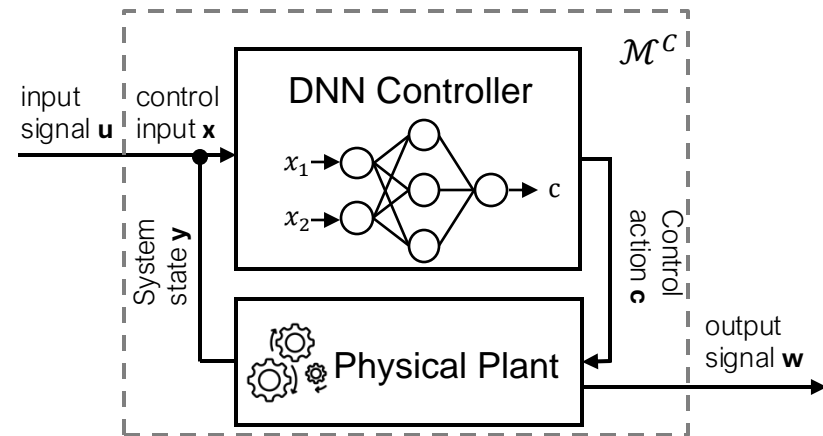 ℳ^C
input
signal u
control
input x
DNN Controller
x₁
x₂
c
System
state y
Control
action c
Physical Plant
output
signal w